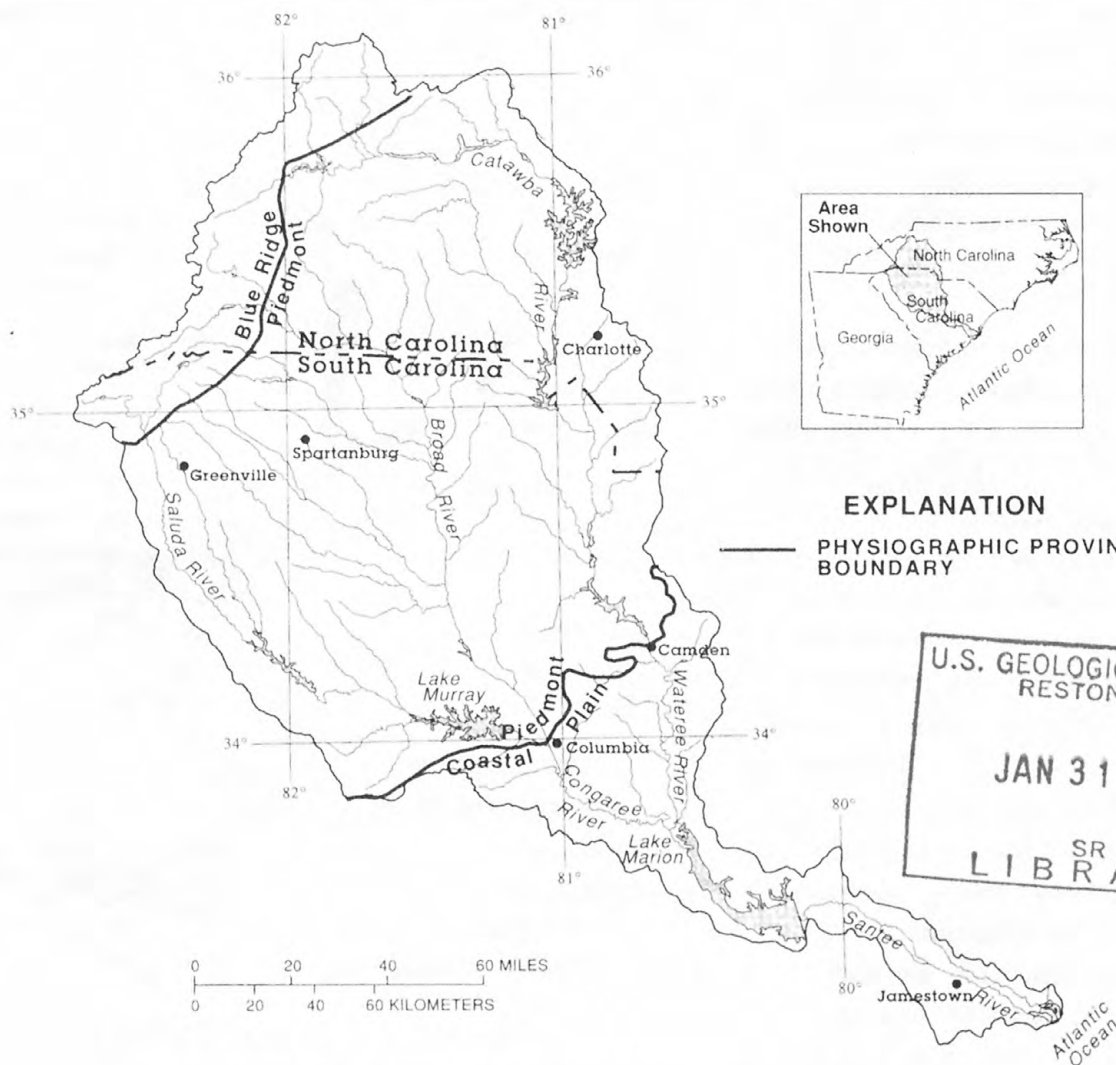 82°
81°
36°
36°
Catawba
River
Blue Ridge
Piedmont
North Carolina
South Carolina
Charlotte
35°
35°
Broad
River
Spartanburg
Greenville
Saluda River
Camden
Lake
Murray
Piedmont
Coastal Plain
Wateree River
34°
34°
Columbia
82°
Congaree
River
Lake
Marion
81°
80°
Santee
River
80°
Jamestown
Atlantic
Ocean
0 20 40 60 MILES
0 20 40 60 KILOMETERS
Area
Shown
North Carolina
South
Carolina
Georgia
Atlantic Ocean
EXPLANATION
PHYSIOGRAPHIC PROVIN
BOUNDARY
U.S. GEOLOGIC
RESTON
JAN 31
SR
LIBRA